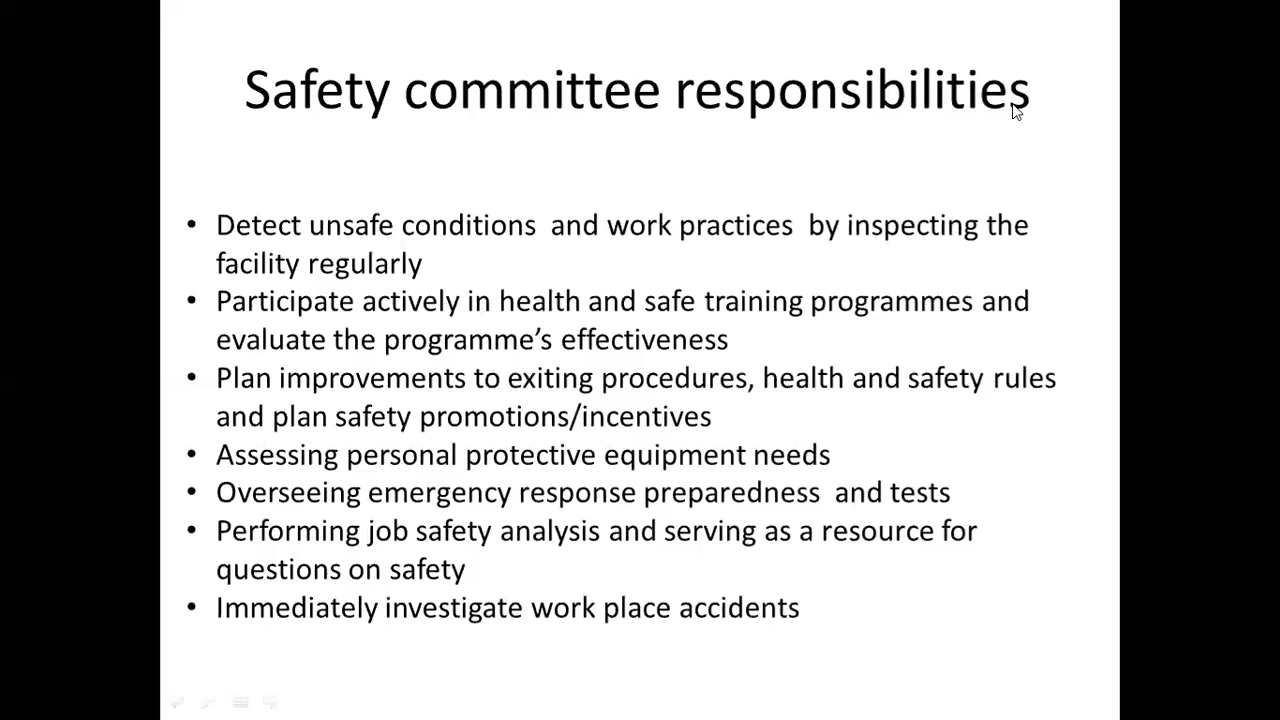 Safety committee responsibilities
• Detect unsafe conditions  and work practices  by inspecting the
facility regularly
• Participate actively in health and safe training programmes and
evaluate the programme’s effectiveness
• Plan improvements to exiting procedures, health and safety rules
and plan safety promotions/incentives
• Assessing personal protective equipment needs
• Overseeing emergency response preparedness  and tests
• Performing job safety analysis and serving as a resource for
questions on safety
• Immediately investigate work place accidents